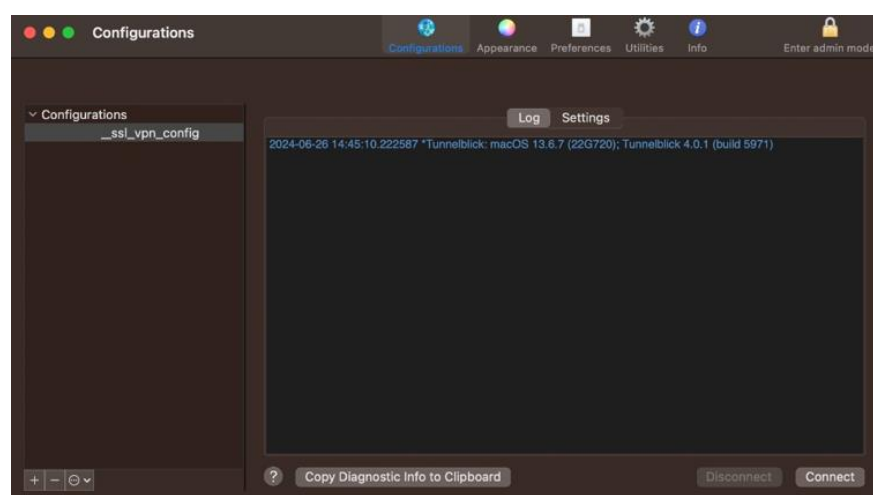 Configurations
Configurations Appearance Preferences Utilities Info Enter admin mode
Configurations
__ssl_vpn_config
Log Settings
2024-06-26 14:45:10.222587 *Tunnelblick: macOS 13.6.7 (22G720); Tunnelblick 4.0.1 (build 5971)
+ − ? Copy Diagnostic Info to Clipboard Disconnect Connect